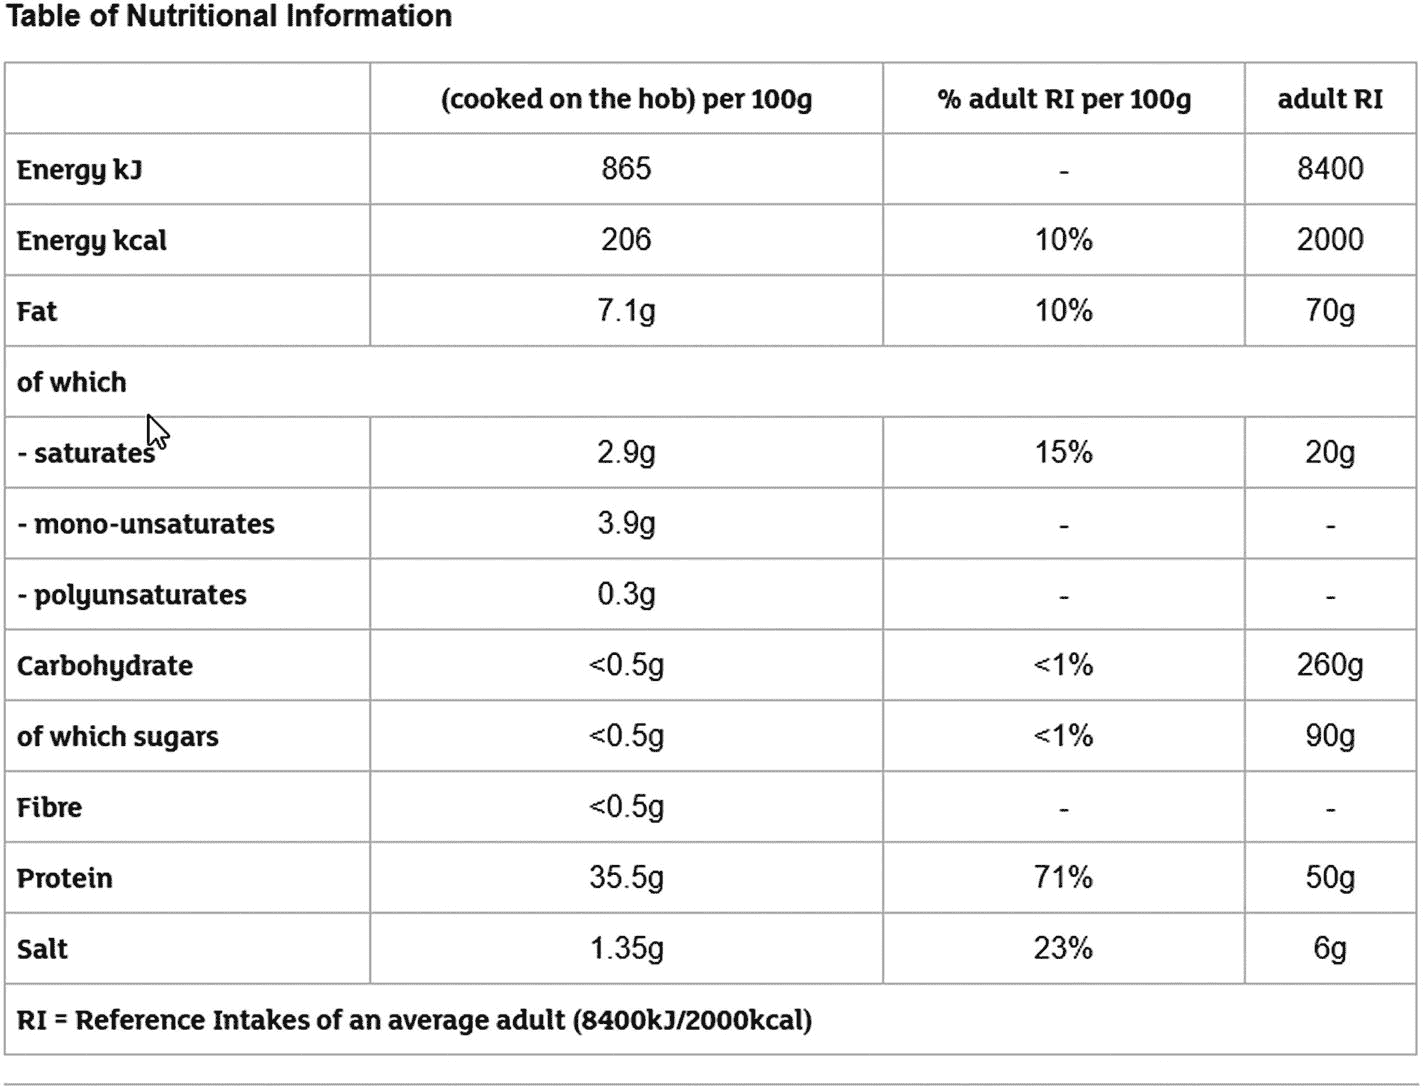 Table of Nutritional Information
(cooked on the hob) per 100g % adult RI per 100g adult RI
Energy kJ 865 - 8400
Energy kcal 206 10% 2000
Fat 7.1g 10% 70g
of which
- saturates 2.9g 15% 20g
- mono-unsaturates 3.9g - -
- polyunsaturates 0.3g - -
Carbohydrate <0.5g <1% 260g
of which sugars <0.5g <1% 90g
Fibre <0.5g - -
Protein 35.5g 71% 50g
Salt 1.35g 23% 6g
RI = Reference Intakes of an average adult (8400kJ/2000kcal)